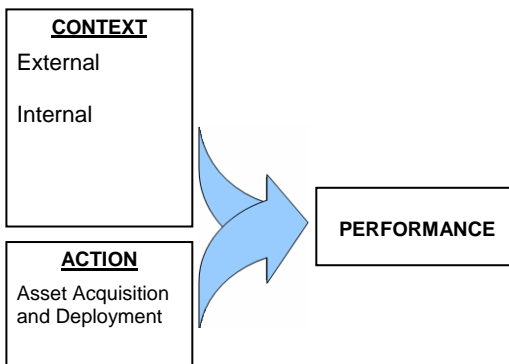 CONTEXT
External
Internal
ACTION
Asset Acquisition
and Deployment
PERFORMANCE